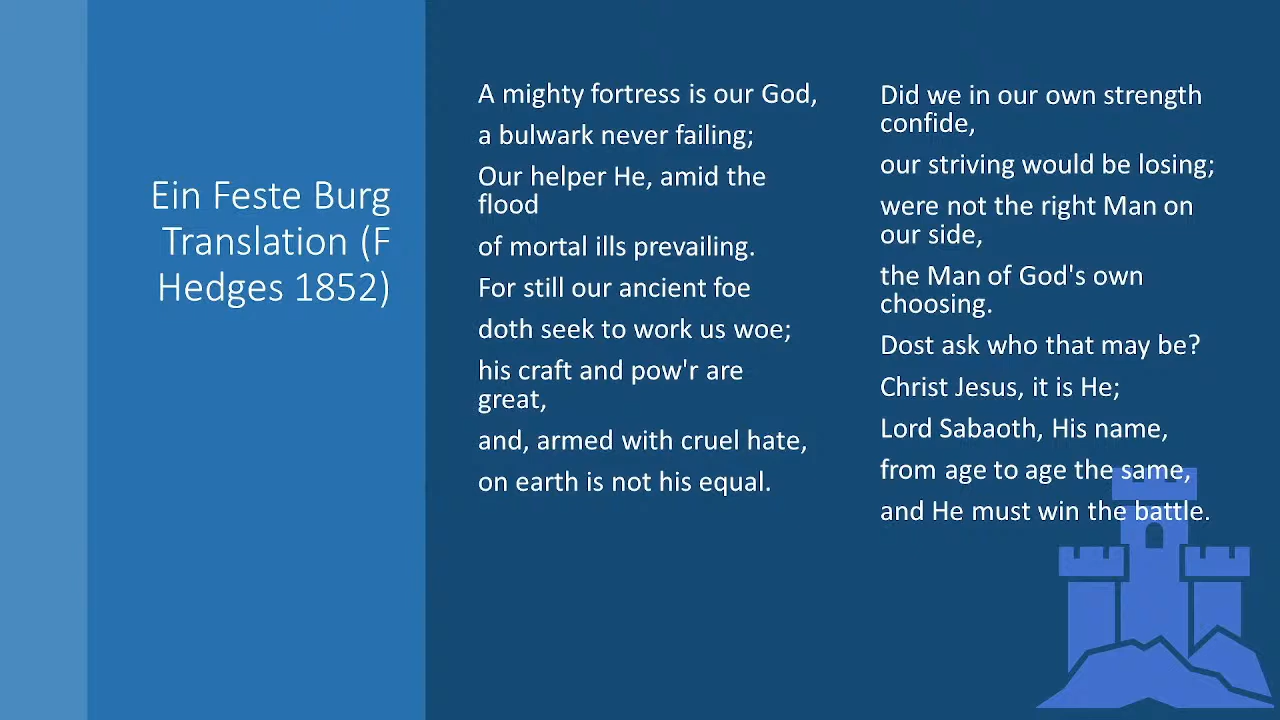 Ein Feste Burg
Translation (F
Hedges 1852)
A mighty fortress is our God,
a bulwark never failing;
Our helper He, amid the
flood
of mortal ills prevailing.
For still our ancient foe
doth seek to work us woe;
his craft and pow'r are
great,
and, armed with cruel hate,
on earth is not his equal.
Did we in our own strength
confide,
our striving would be losing;
were not the right Man on
our side,
the Man of God's own
choosing.
Dost ask who that may be?
Christ Jesus, it is He;
Lord Sabaoth, His name,
from age to age the same,
and He must win the battle.